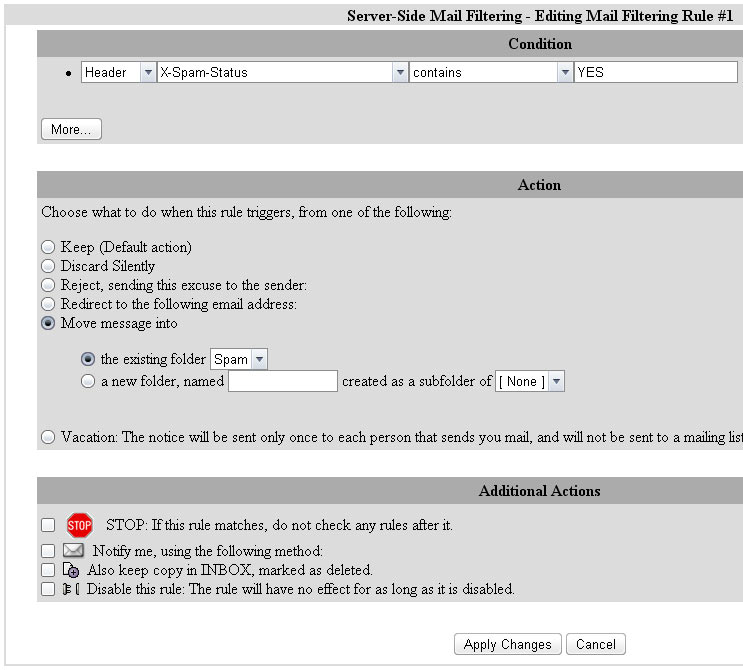 Server-Side Mail Filtering - Editing Mail Filtering Rule #1
Condition
Header X-Spam-Status contains YES
More...
Action
Choose what to do when this rule triggers, from one of the following:
Keep (Default action)
Discard Silently
Reject, sending this excuse to the sender:
Redirect to the following email address:
Move message into
the existing folder Spam
a new folder, named created as a subfolder of [ None ]
Vacation: The notice will be sent only once to each person that sends you mail, and will not be sent to a mailing list
Additional Actions
STOP STOP: If this rule matches, do not check any rules after it.
Notify me, using the following method:
Also keep copy in INBOX, marked as deleted.
Disable this rule: The rule will have no effect for as long as it is disabled.
Apply Changes Cancel